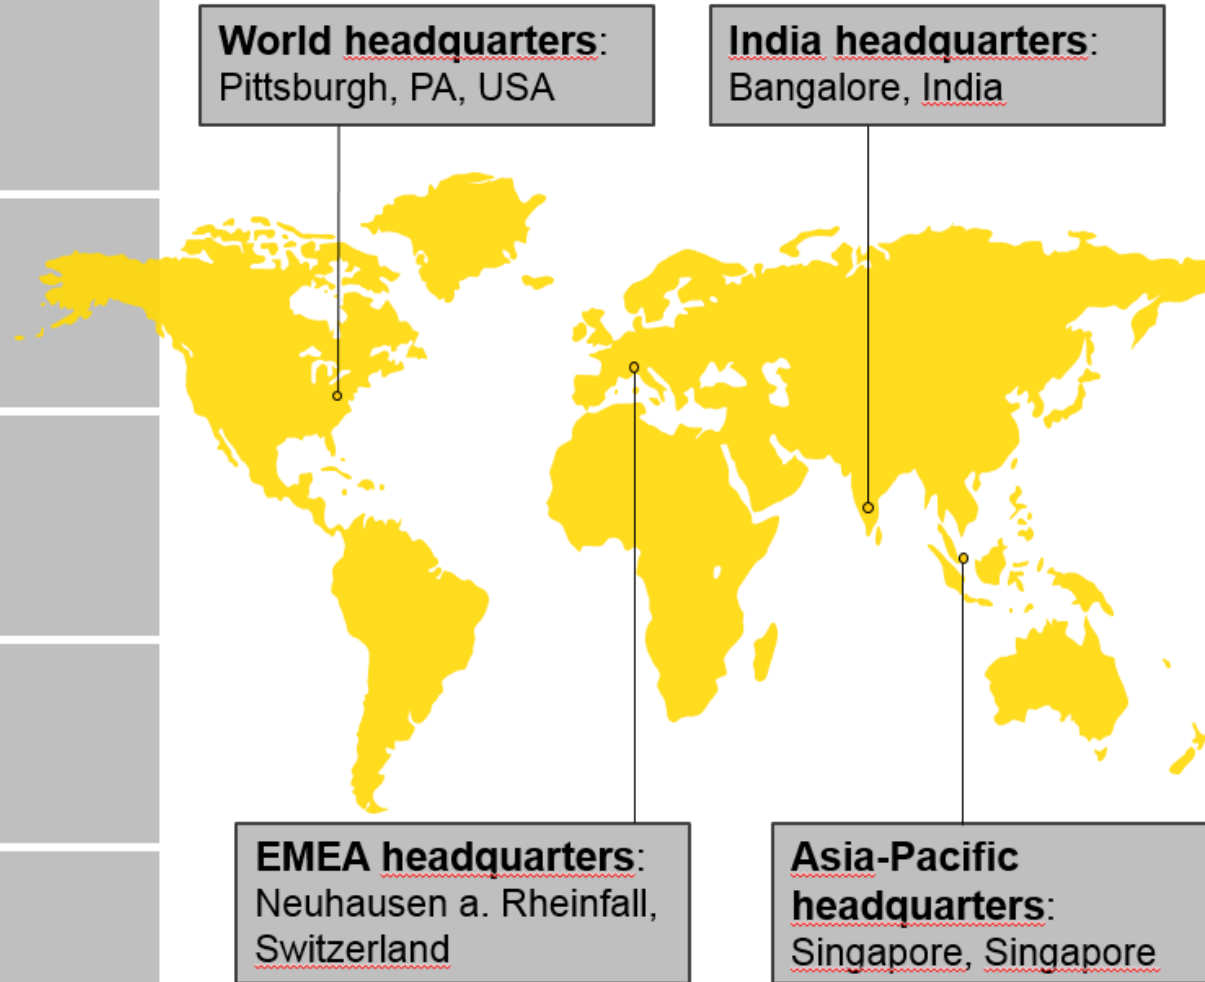 World headquarters:
Pittsburgh, PA, USA
India headquarters:
Bangalore, India
EMEA headquarters:
Neuhausen a. Rheinfall,
Switzerland
Asia-Pacific
headquarters:
Singapore, Singapore